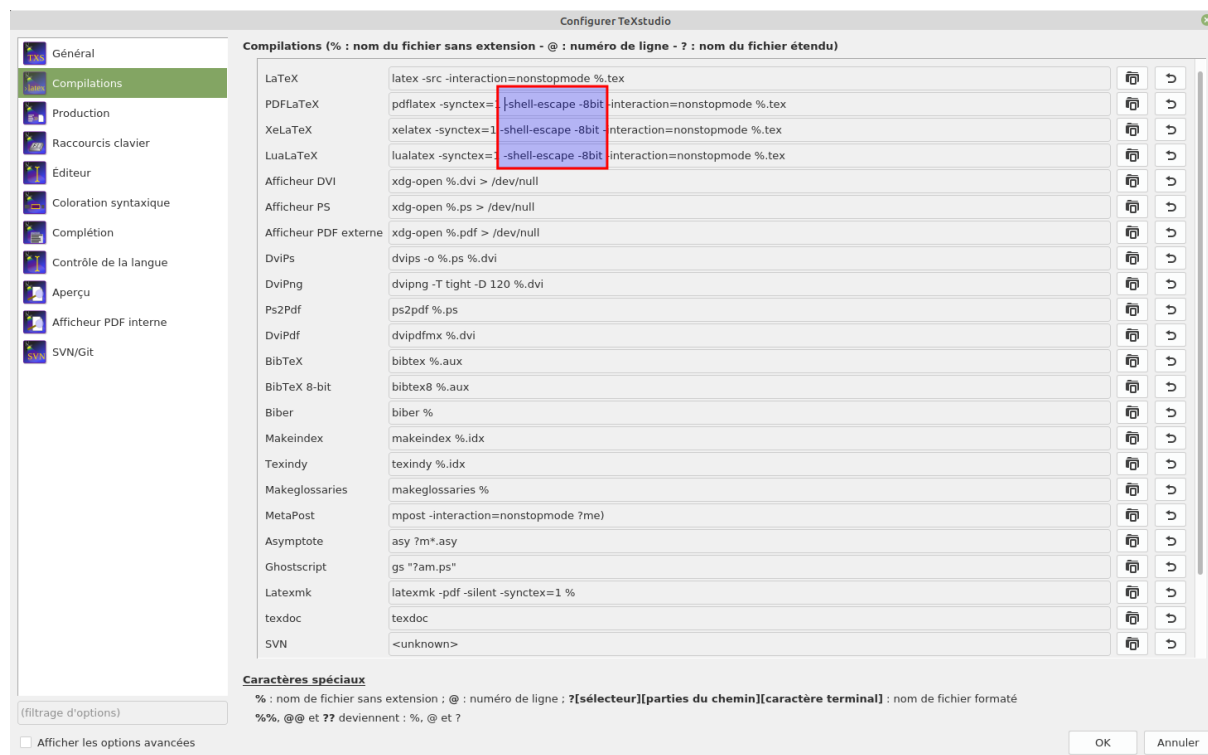 Configurer TeXstudio
Général
Compilations
Production
Raccourcis clavier
Éditeur
Coloration syntaxique
Complétion
Contrôle de la langue
Aperçu
Afficheur PDF interne
SVN/Git
(filtrage d'options)
Afficher les options avancées
Compilations (% : nom du fichier sans extension - @ : numéro de ligne - ? : nom du fichier étendu)
LaTeX latex -src -interaction=nonstopmode %.tex
PDFLaTeX pdflatex -synctex=1 -shell-escape -8bit -interaction=nonstopmode %.tex
XeLaTeX xelatex -synctex=1 -shell-escape -8bit -interaction=nonstopmode %.tex
LuaLaTeX lualatex -synctex=1 -shell-escape -8bit -interaction=nonstopmode %.tex
Afficheur DVI xdg-open %.dvi > /dev/null
Afficheur PS xdg-open %.ps > /dev/null
Afficheur PDF externe xdg-open %.pdf > /dev/null
DviPs dvips -o %.ps %.dvi
DviPng dvipng -T tight -D 120 %.dvi
Ps2Pdf ps2pdf %.ps
DviPdf dvipdfmx %.dvi
BibTeX bibtex %.aux
BibTeX 8-bit bibtex8 %.aux
Biber biber %
Makeindex makeindex %.idx
Texindy texindy %.idx
Makeglossaries makeglossaries %
MetaPost mpost -interaction=nonstopmode ?me)
Asymptote asy ?m*.asy
Ghostscript gs "?am.ps"
Latexmk latexmk -pdf -silent -synctex=1 %
texdoc texdoc
SVN <unknown>
Caractères spéciaux
% : nom de fichier sans extension ; @ : numéro de ligne ; ?[sélecteur][parties du chemin][caractère terminal] : nom de fichier formaté
%%, @@ et ?? deviennent : %, @ et ?
OK Annuler